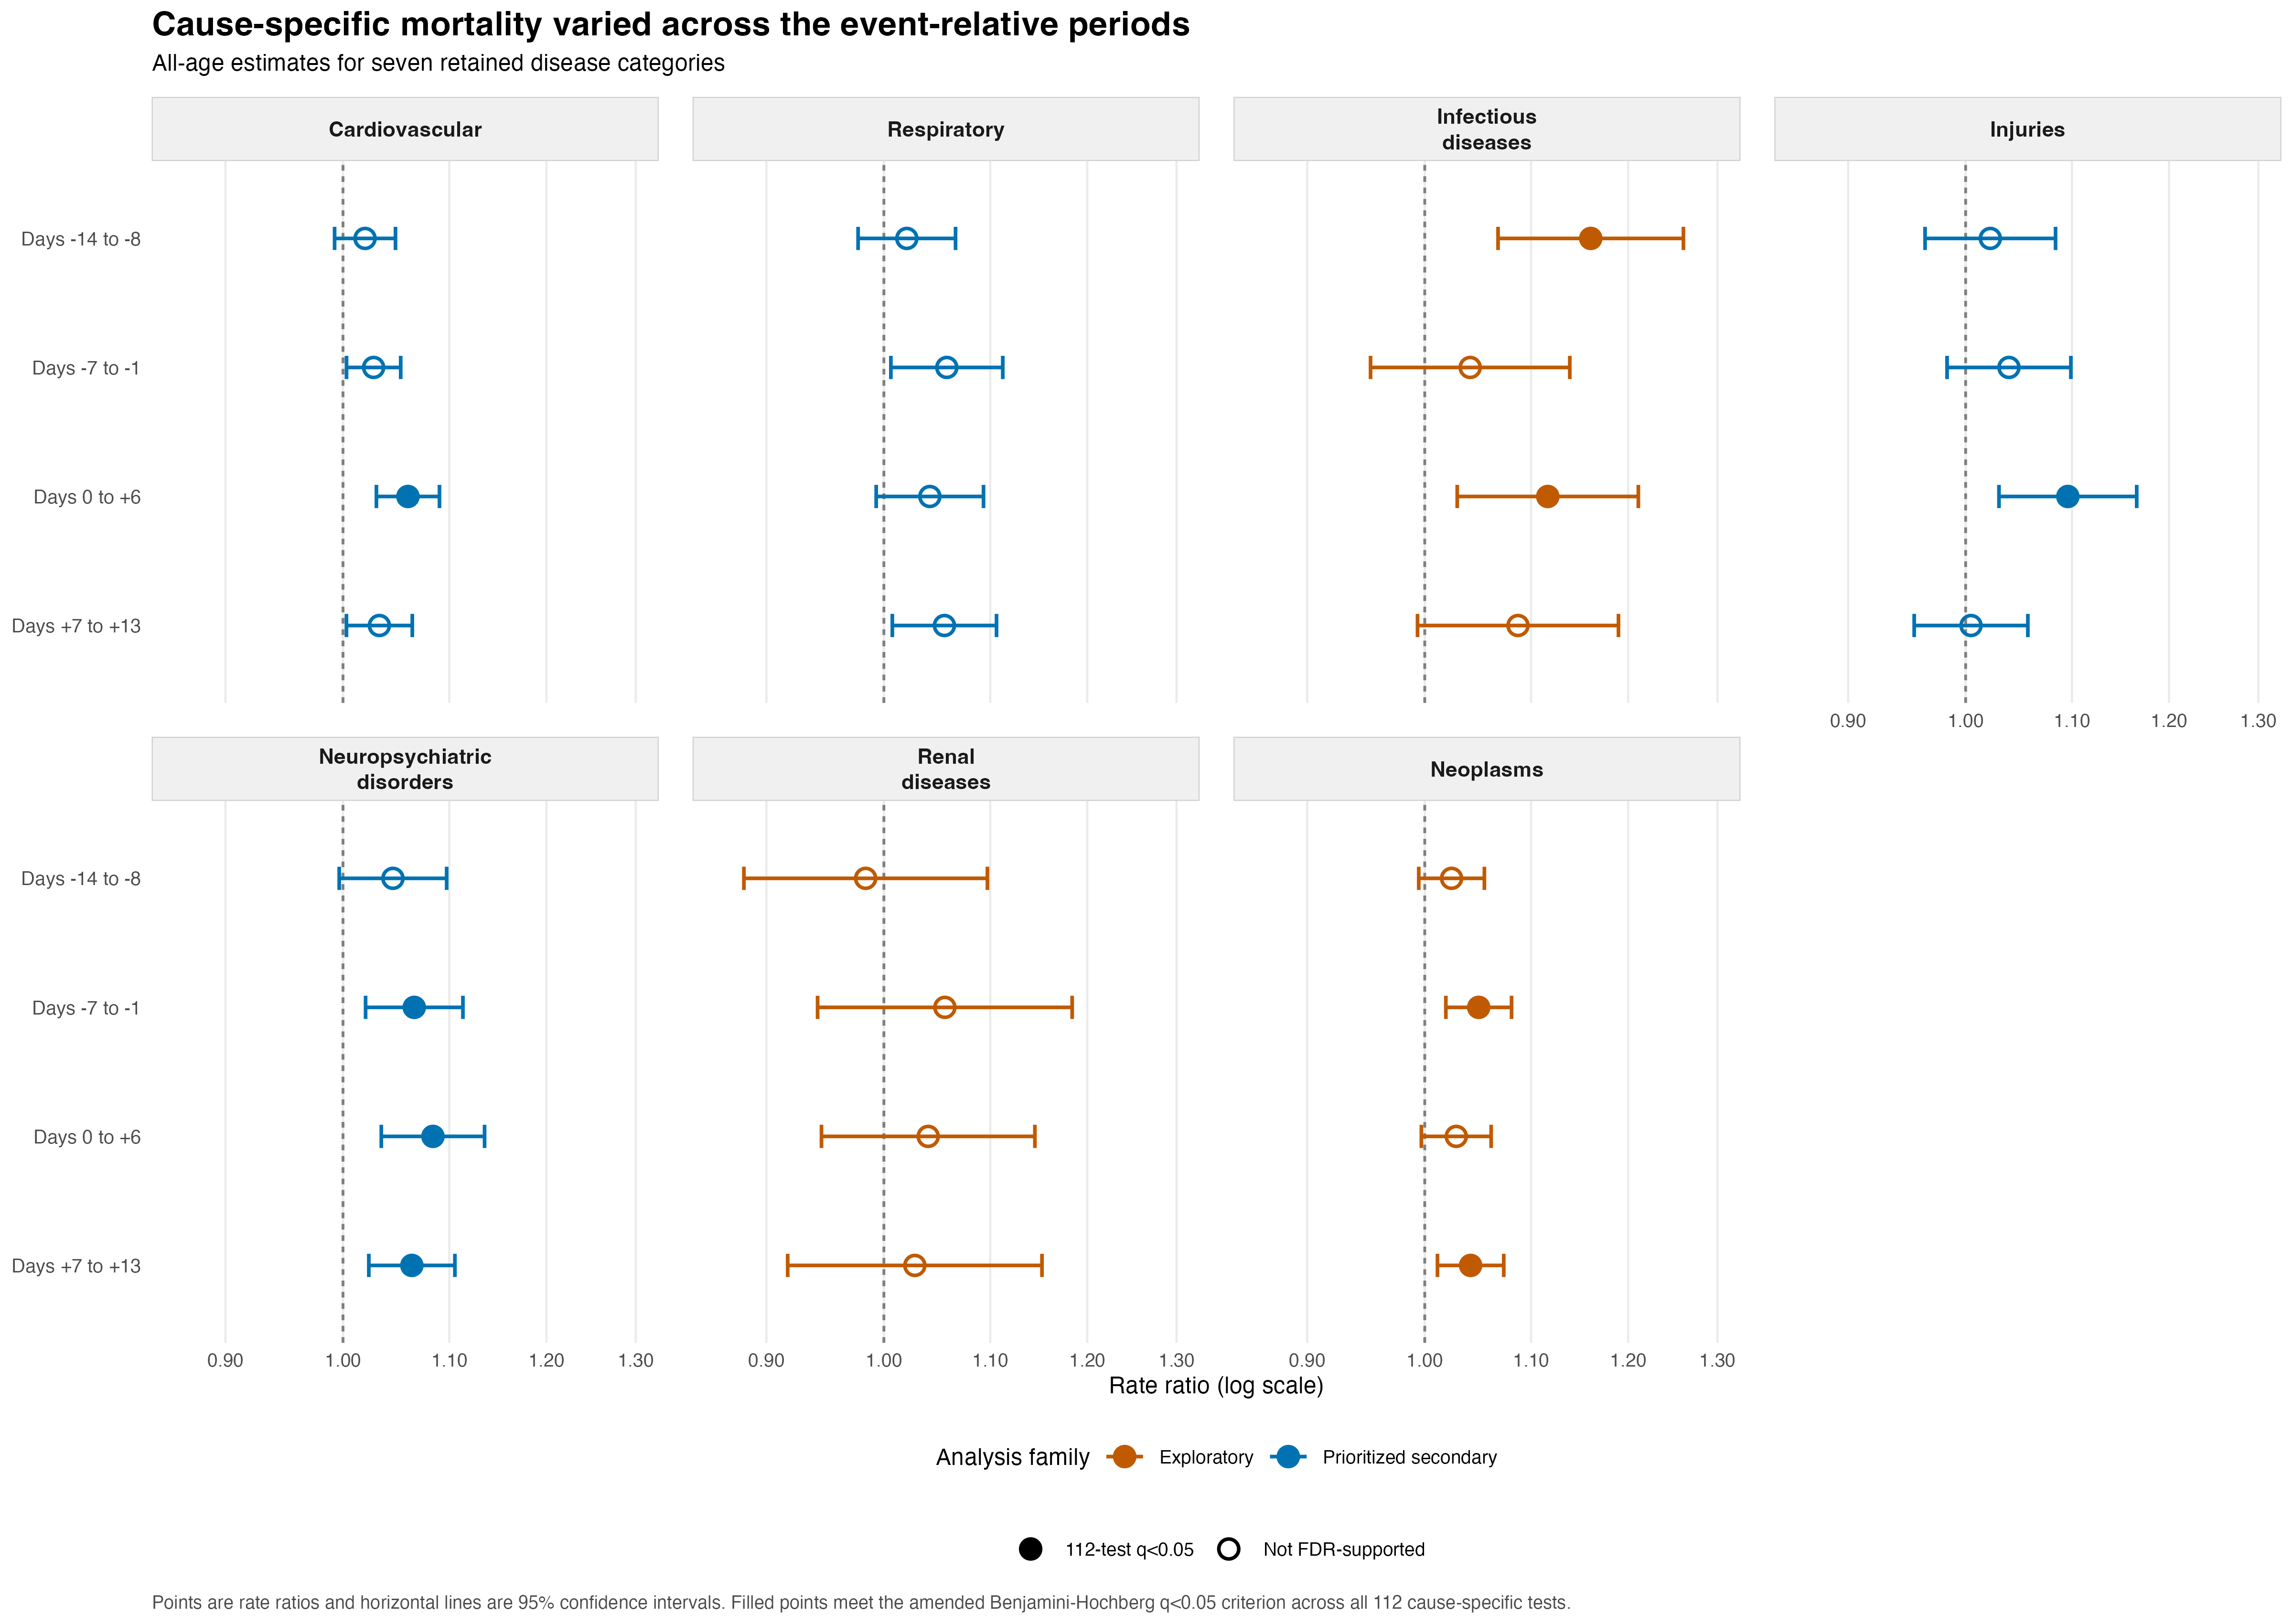 Cause-specific mortality varied across the event-relative periods
All-age estimates for seven retained disease categories
Cardiovascular
Respiratory
Infectious
diseases
Injuries
Days -14 to -8
Days -7 to -1
Days 0 to +6
Days +7 to +13
0.90 1.00 1.10 1.20 1.30
Neuropsychiatric
disorders
Renal
diseases
Neoplasms
Days -14 to -8
Days -7 to -1
Days 0 to +6
Days +7 to +13
0.90 1.00 1.10 1.20 1.30
0.90 1.00 1.10 1.20 1.30
0.90 1.00 1.10 1.20 1.30
Rate ratio (log scale)
Analysis family Exploratory Prioritized secondary
112-test q<0.05 Not FDR-supported
Points are rate ratios and horizontal lines are 95% confidence intervals. Filled points meet the amended Benjamini-Hochberg q<0.05 criterion across all 112 cause-specific tests.